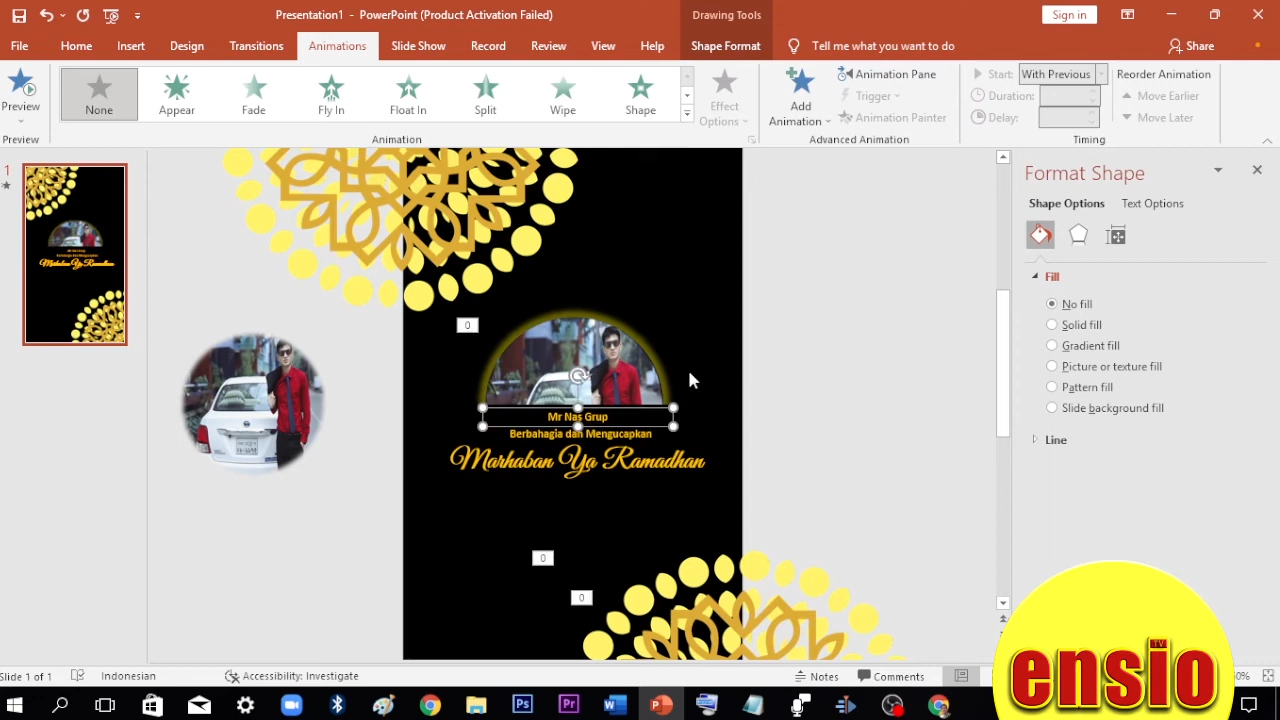 Presentation1 - PowerPoint (Product Activation Failed)
Drawing Tools
Sign in
File
Home
Insert
Design
Transitions
Animations
Slide Show
Record
Review
View
Help
Shape Format
Tell me what you want to do
Share
Preview
Preview
None
Appear
Fade
Fly In
Float In
Split
Wipe
Shape
Animation
Effect
Options
Add
Animation
Animation Pane
Trigger
Animation Painter
Advanced Animation
Start: With Previous
Duration:
Delay:
Reorder Animation
Move Earlier
Move Later
Timing
1
Format Shape
Shape Options
Text Options
Fill
No fill
Solid fill
Gradient fill
Picture or texture fill
Pattern fill
Slide background fill
Line
0
Mr Nas Grup
Berbahagia dan Mengucapkan
Marhaban Ya Ramadhan
0
0
Slide 1 of 1
Indonesian
Accessibility: Investigate
Notes
Comments
TV
ensio